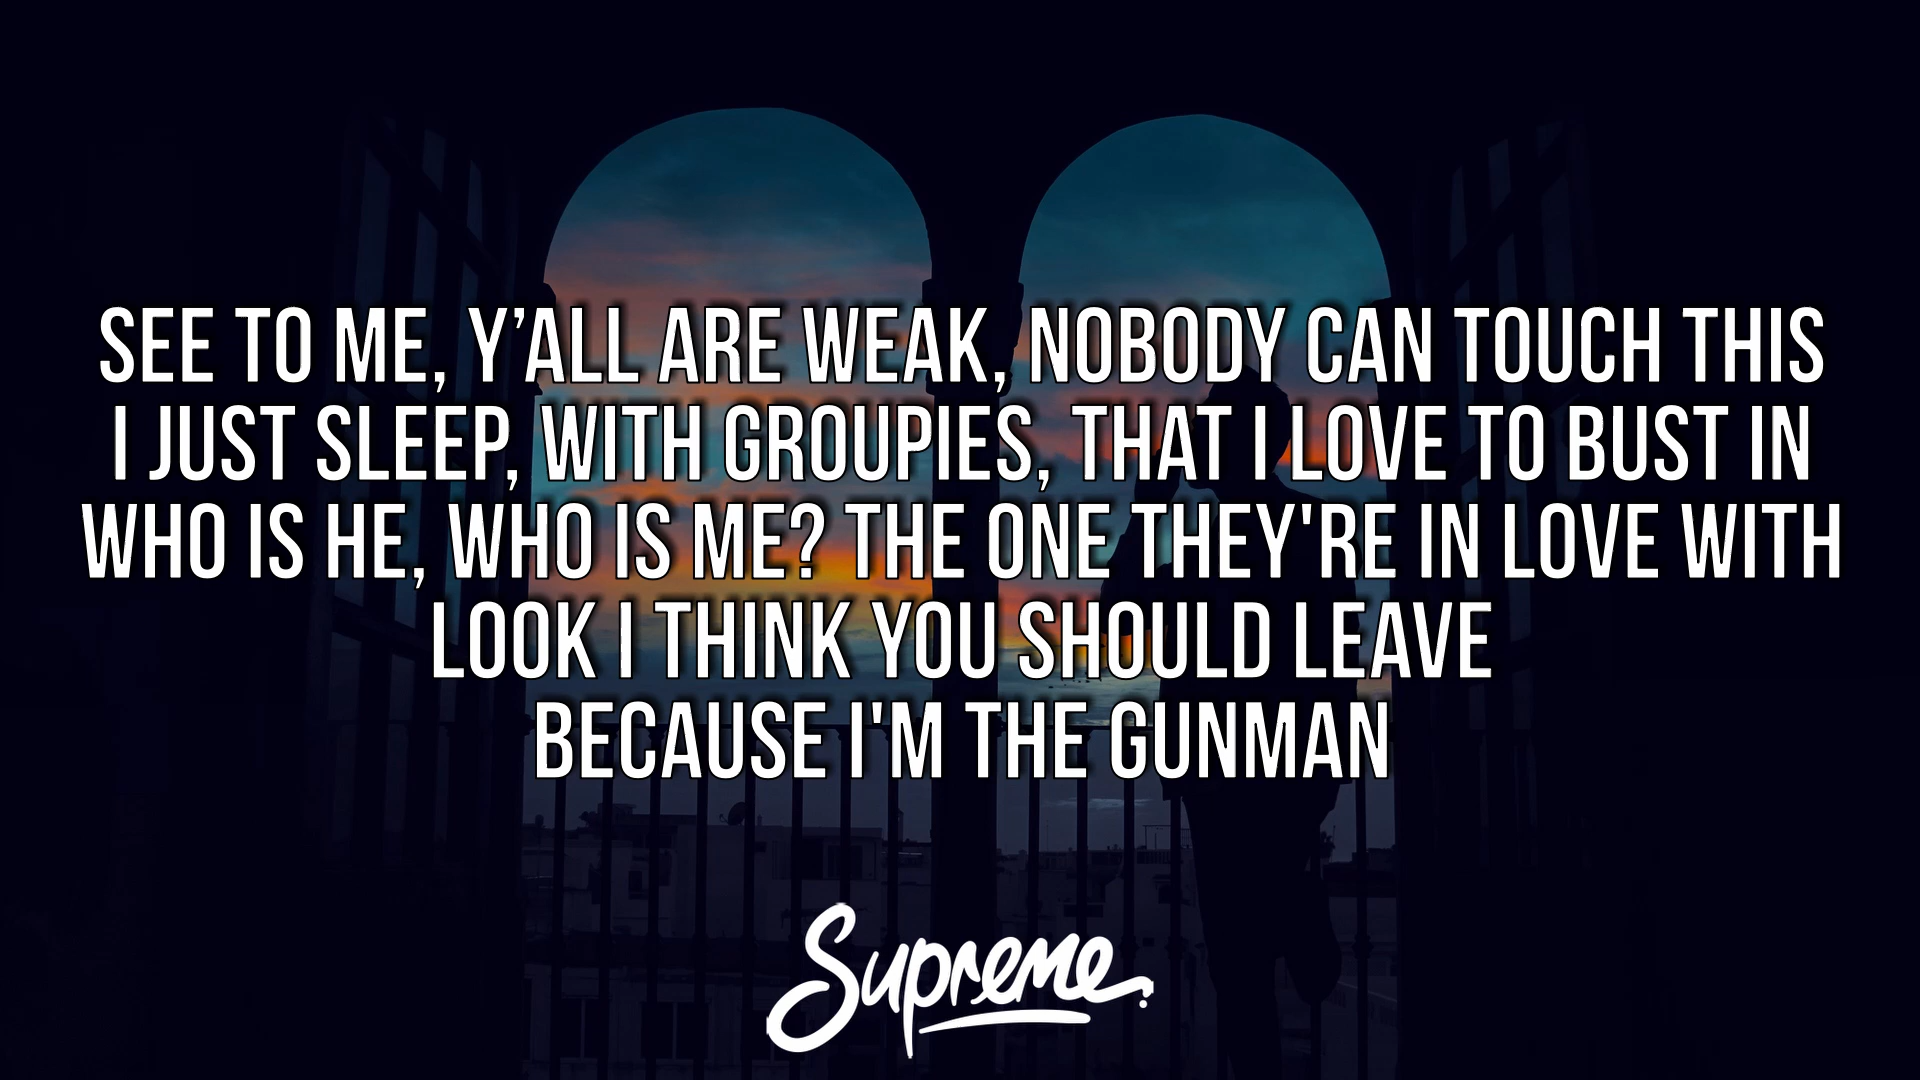 SEE TO ME, Y’ALL ARE WEAK, NOBODY CAN TOUCH THIS
I JUST SLEEP, WITH GROUPIES, THAT I LOVE TO BUST IN
WHO IS HE, WHO IS ME? THE ONE THEY'RE IN LOVE WITH
LOOK I THINK YOU SHOULD LEAVE
BECAUSE I'M THE GUNMAN
Supreme.